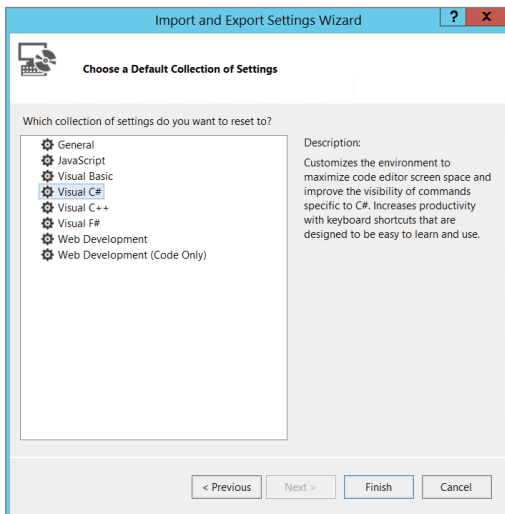 Import and Export Settings Wizard
? X
Choose a Default Collection of Settings
Which collection of settings do you want to reset to?
General
JavaScript
Visual Basic
Visual C#
Visual C++
Visual F#
Web Development
Web Development (Code Only)
Description:
Customizes the environment to
maximize code editor screen space and
improve the visibility of commands
specific to C#. Increases productivity
with keyboard shortcuts that are
designed to be easy to learn and use.
< Previous
Next >
Finish
Cancel